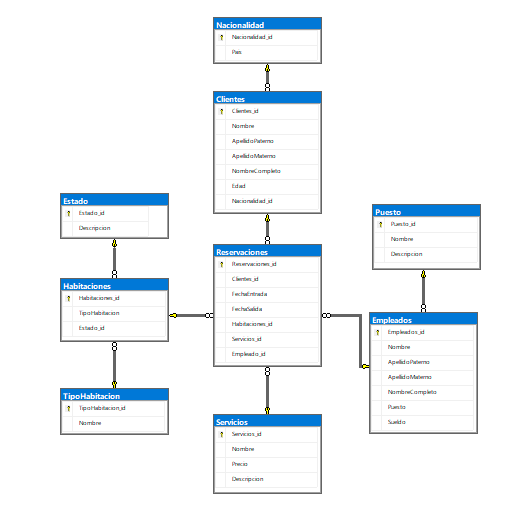 Nacionalidad
Nacionalidad_id
Pais
Clientes
Clientes_id
Nombre
ApellidoPaterno
ApellidoMaterno
NombreCompleto
Edad
Nacionalidad_id
Estado
Estado_id
Descripcion
Puesto
Puesto_id
Nombre
Descripcion
Reservaciones
Reservaciones_id
Clientes_id
FechaEntrada
FechaSalida
Habitaciones_id
Servicios_id
Empleado_id
Habitaciones
Habitaciones_id
TipoHabitacion
Estado_id
Empleados
Empleados_id
Nombre
ApellidoPaterno
ApellidoMaterno
NombreCompleto
Puesto
Sueldo
TipoHabitacion
TipoHabitacion_id
Nombre
Servicios
Servicios_id
Nombre
Precio
Descripcion